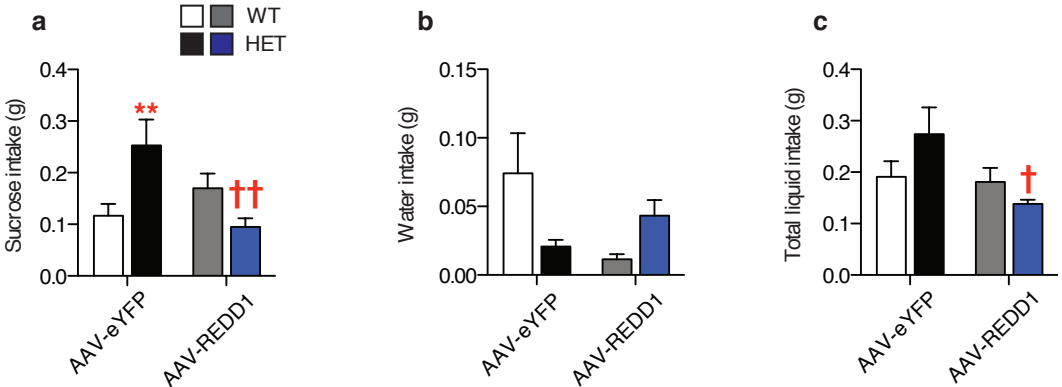 a
WT
HET
Sucrose intake (g)
0.4
0.3
0.2
0.1
0.0
**
††
AAV-eYFP
AAV-REDD1
b
Water intake (g)
0.15
0.10
0.05
0.00
AAV-eYFP
AAV-REDD1
c
Total liquid intake (g)
0.4
0.3
0.2
0.1
0.0
†
AAV-eYFP
AAV-REDD1